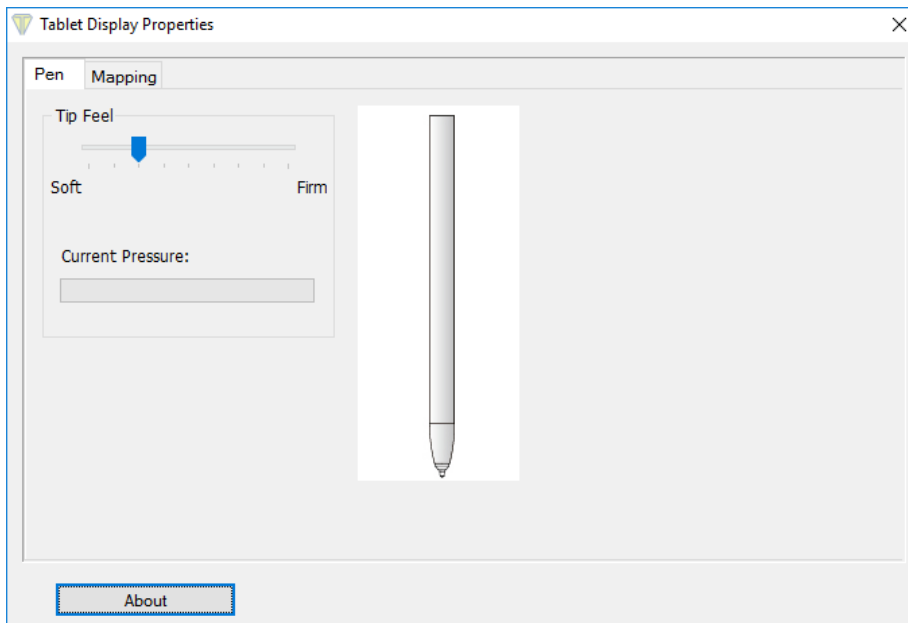 Tablet Display Properties
Pen Mapping
Tip Feel
Soft Firm
Current Pressure:
About